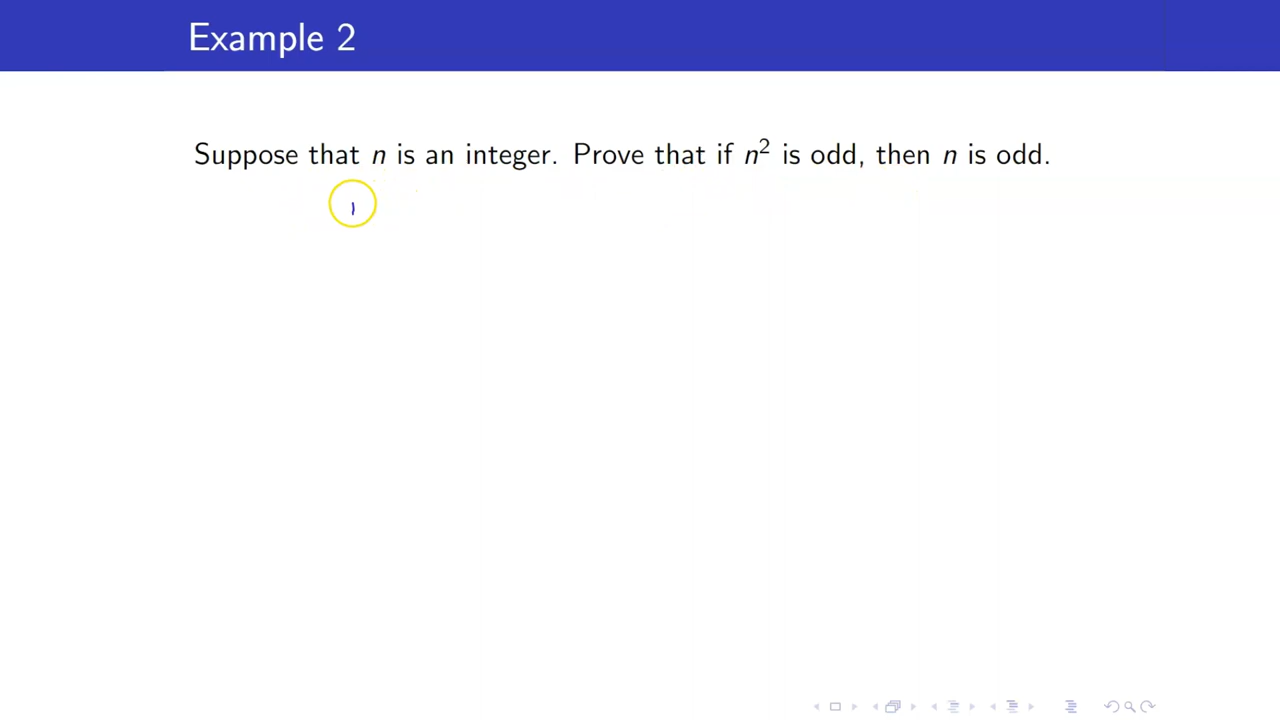 Example 2
Suppose that n is an integer. Prove that if n² is odd, then n is odd.